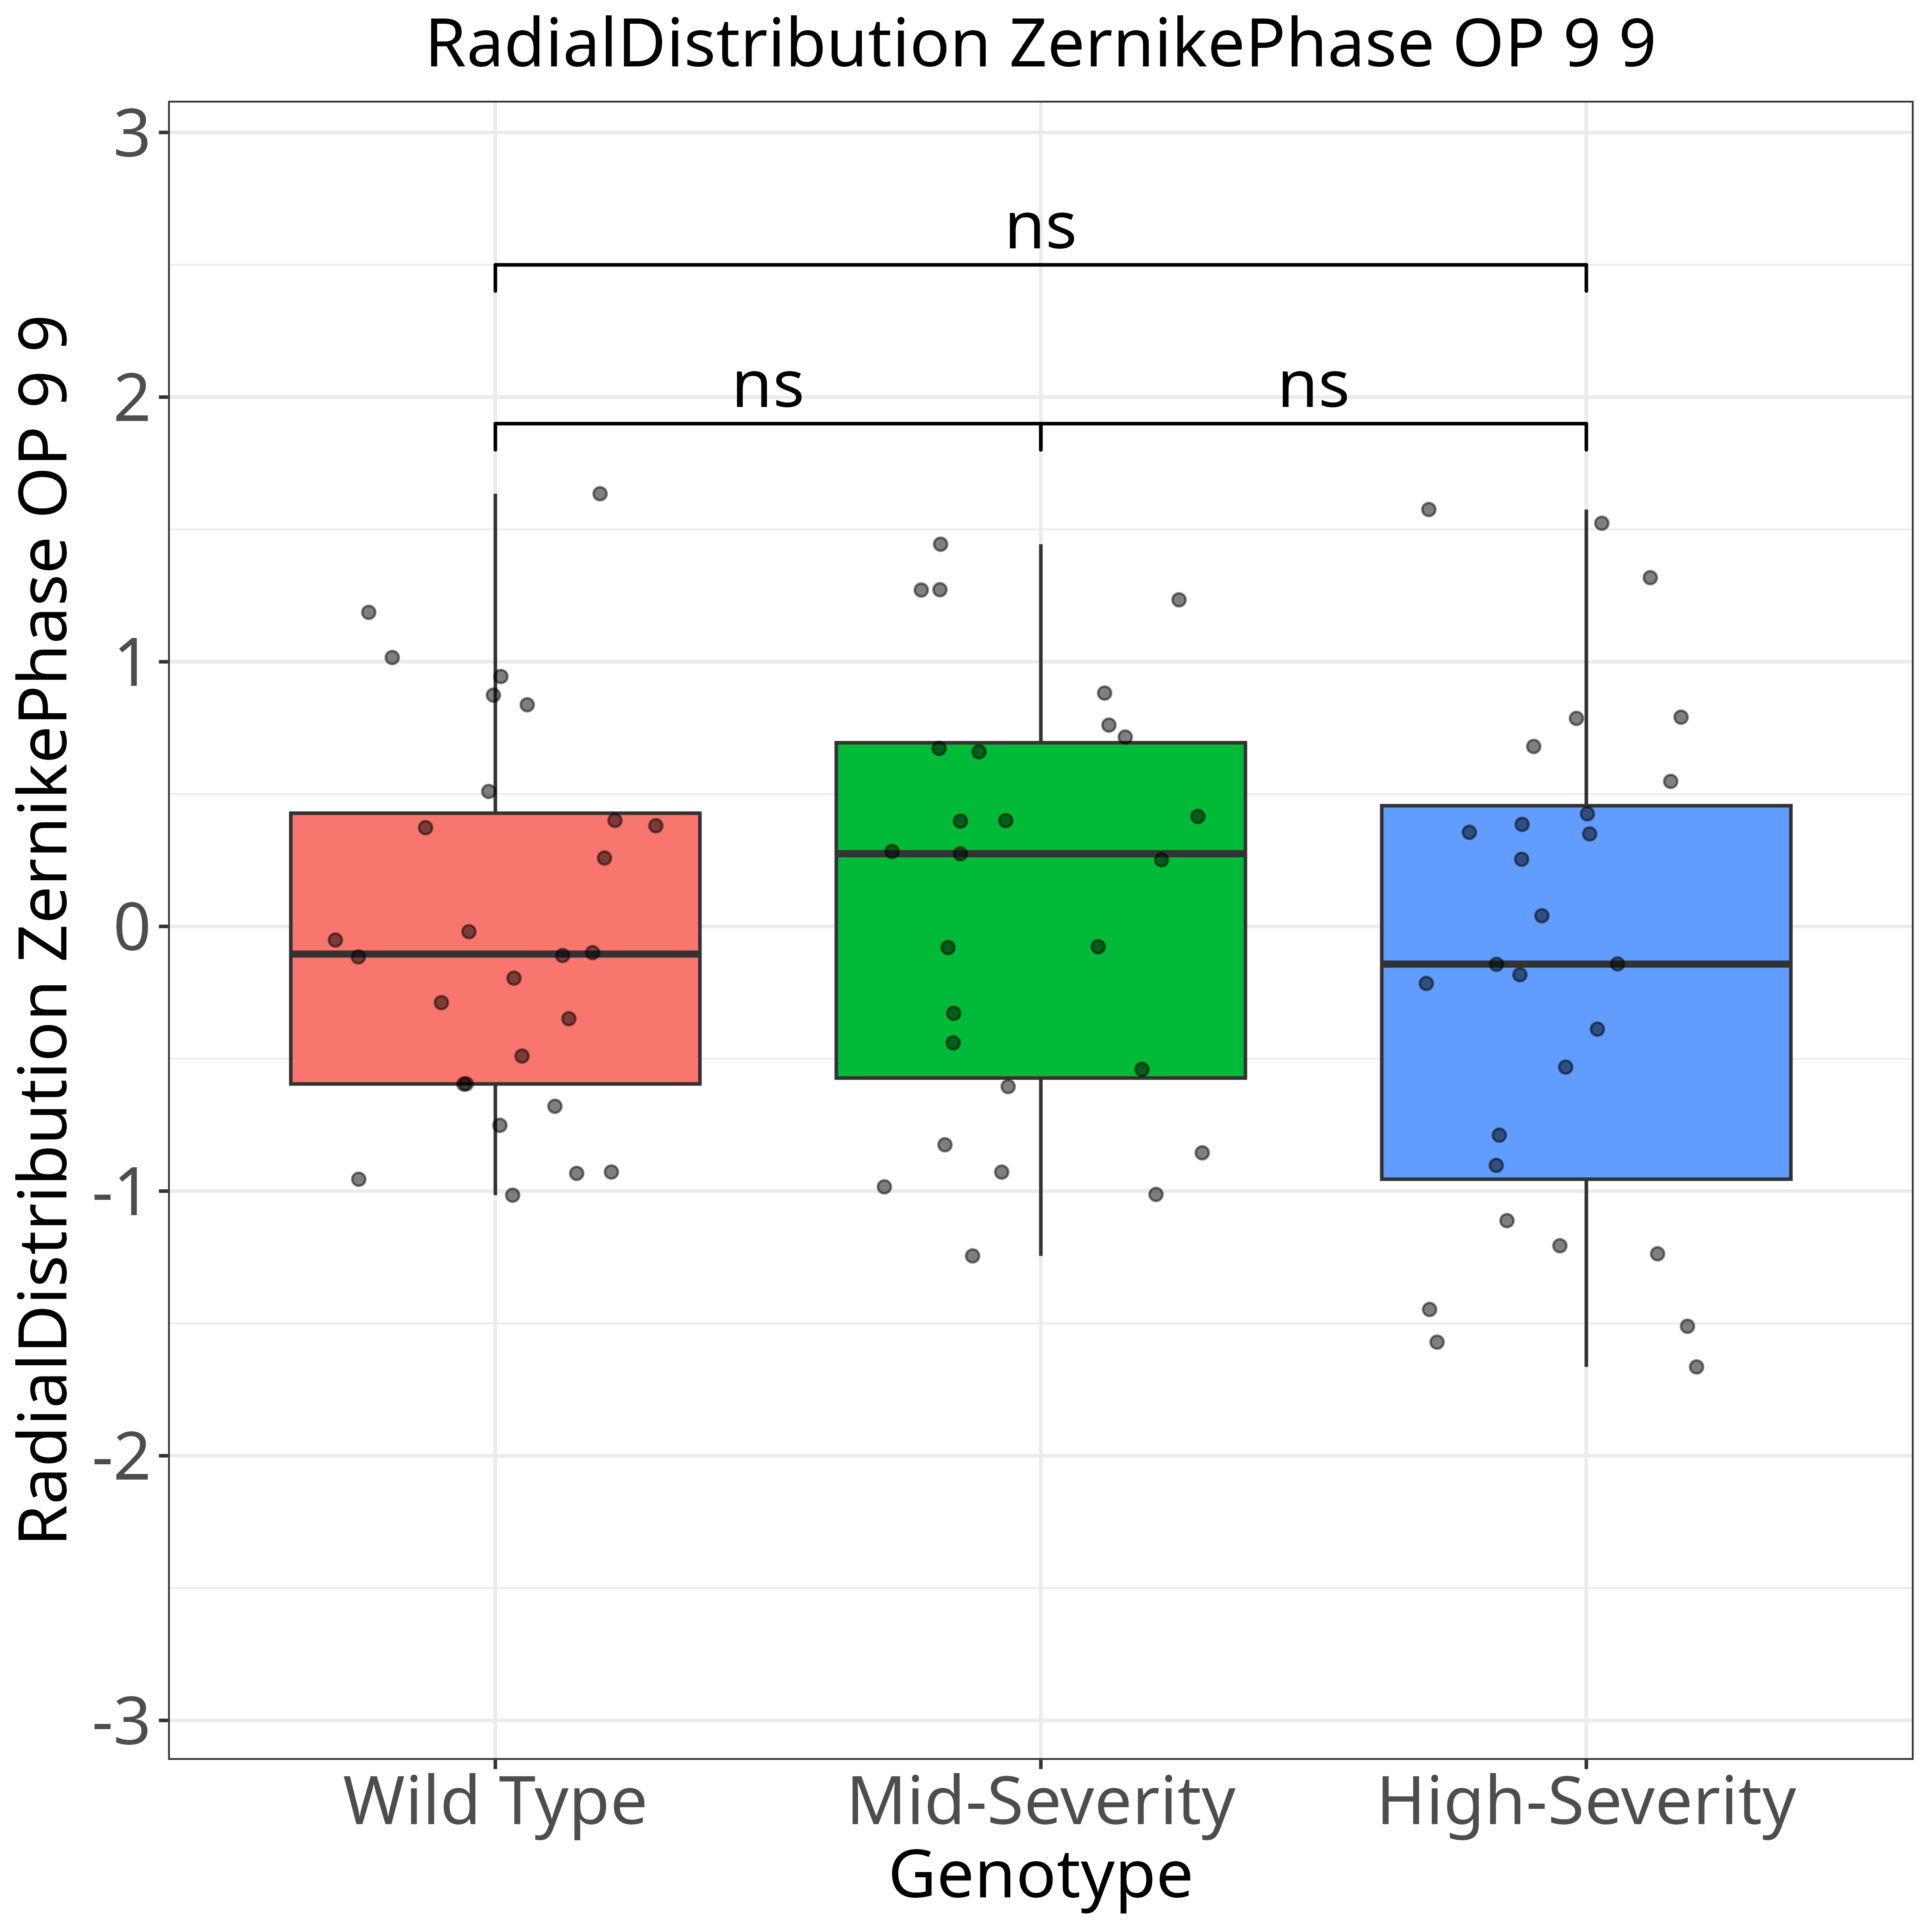 RadialDistribution ZernikePhase OP 9 9
RadialDistribution ZernikePhase OP 9 9
3
2
1
0
-1
-2
-3
ns
ns
ns
Wild Type
Mid-Severity
High-Severity
Genotype